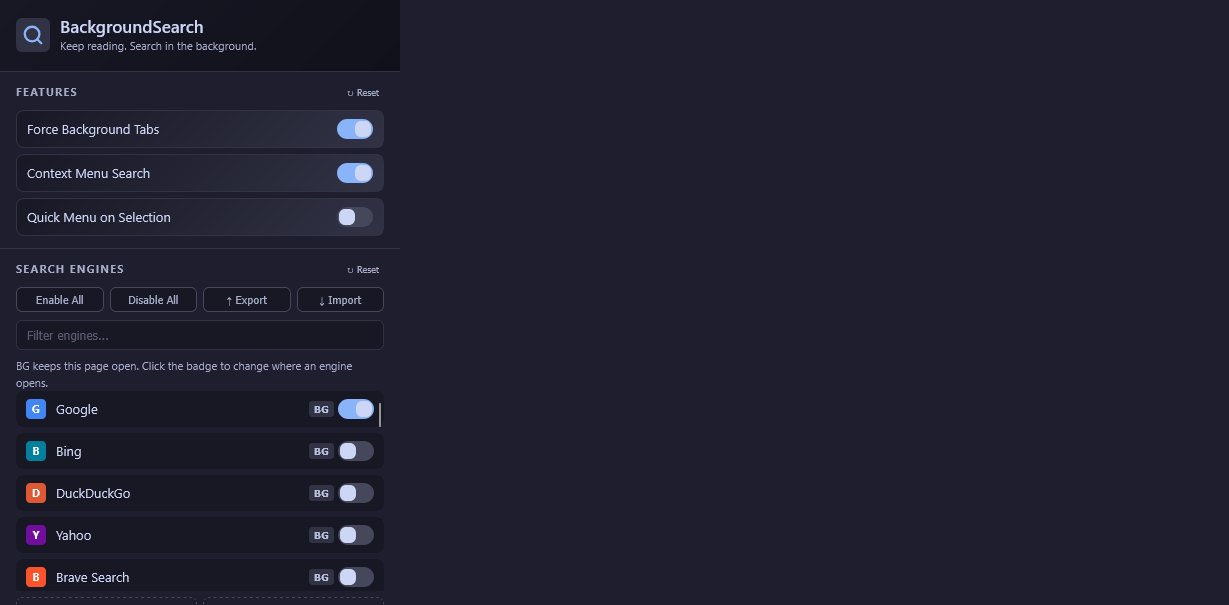 BackgroundSearch
Keep reading. Search in the background.
FEATURES
↻ Reset
Force Background Tabs
Context Menu Search
Quick Menu on Selection
SEARCH ENGINES
↻ Reset
Enable All
Disable All
↑ Export
↓ Import
Filter engines...
BG keeps this page open. Click the badge to change where an engine
opens.
G Google BG
B Bing BG
D DuckDuckGo BG
Y Yahoo BG
B Brave Search BG